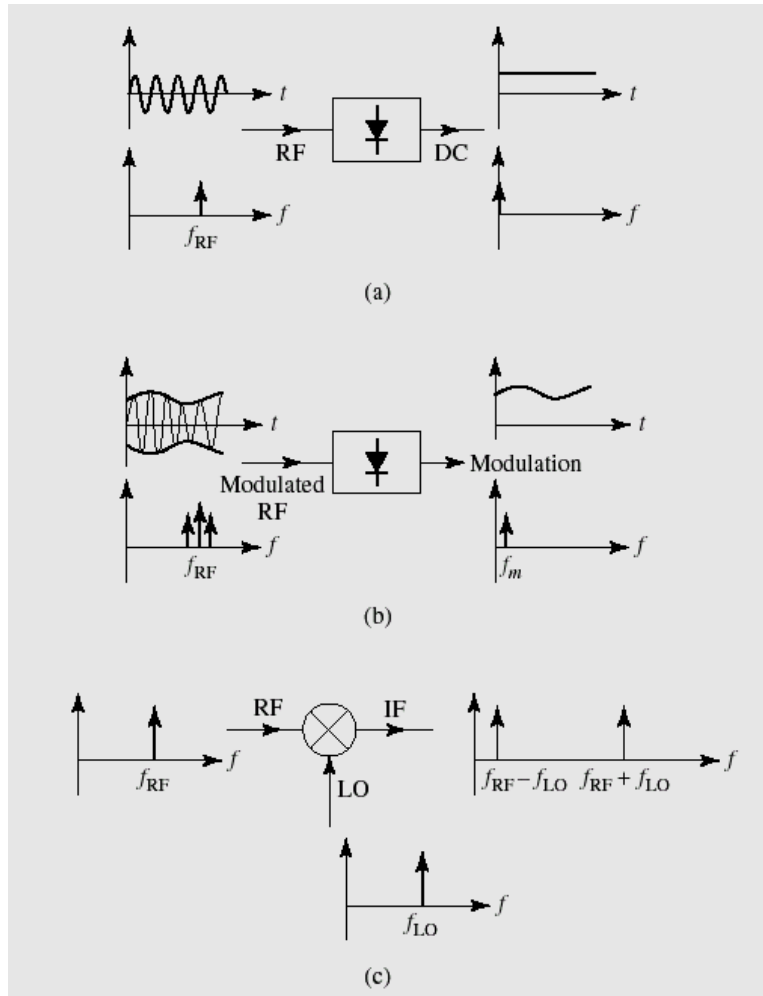 t
t
RF
DC
f
f
f_RF
(a)
t
t
Modulated
RF
Modulation
f
f
f_RF
f_m
(b)
RF
IF
f
f
f_RF
f_RF − f_LO
f_RF + f_LO
LO
f
f_LO
(c)